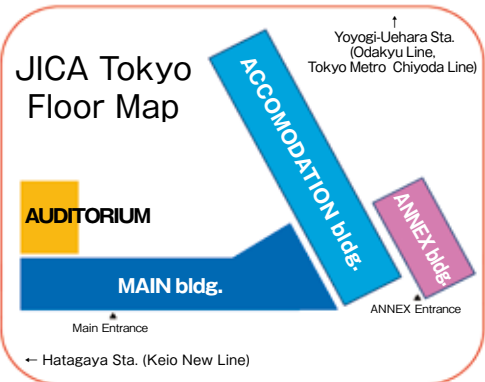 JICA Tokyo
Floor Map
↑
Yoyogi-Uehara Sta.
(Odakyu Line,
Tokyo Metro Chiyoda Line)
ACCOMODATION bldg.
ANNEX bldg.
AUDITORIUM
MAIN bldg.
▲
Main Entrance
▲
ANNEX Entrance
← Hatagaya Sta. (Keio New Line)